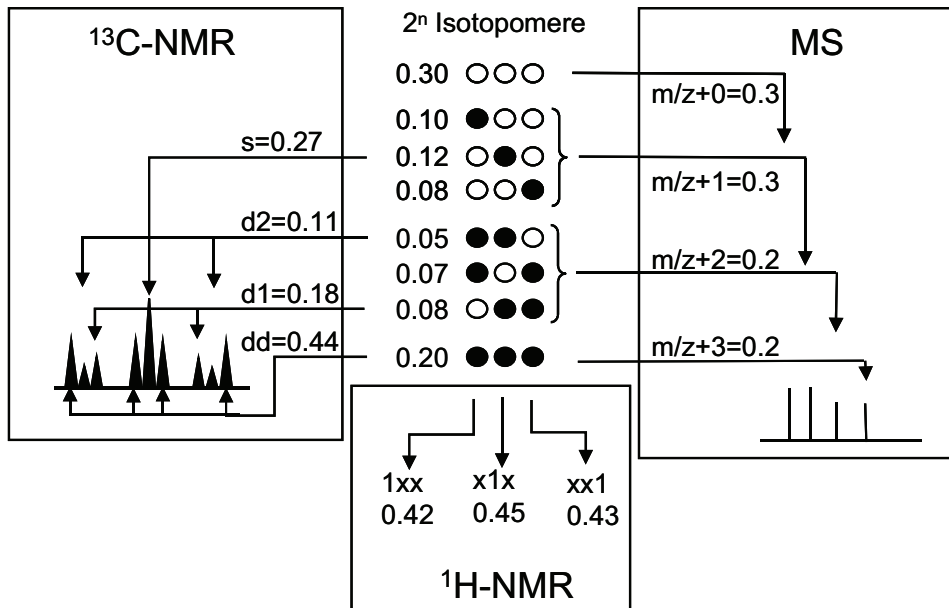 ¹³C-NMR
s=0.27
d2=0.11
d1=0.18
dd=0.44
2ⁿ Isotopomere
0.30
0.10
0.12
0.08
0.05
0.07
0.08
0.20
MS
m/z+0=0.3
m/z+1=0.3
m/z+2=0.2
m/z+3=0.2
1xx x1x xx1
0.42 0.45 0.43
¹H-NMR